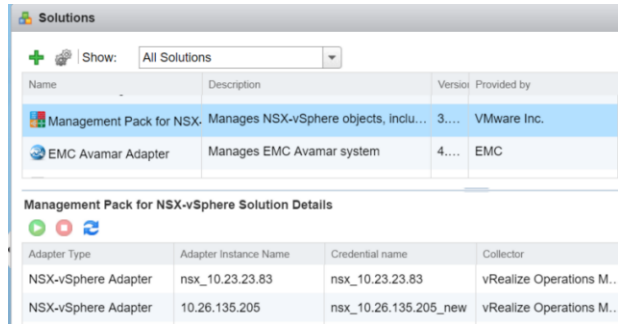 Solutions
Show: All Solutions
Name Description Version Provided by
Management Pack for NSX- Manages NSX-vSphere objects, inclu... 3.... VMware Inc.
EMC Avamar Adapter Manages EMC Avamar system 4.... EMC
Management Pack for NSX-vSphere Solution Details
Adapter Type Adapter Instance Name Credential name Collector
NSX-vSphere Adapter nsx_10.23.23.83 nsx_10.23.23.83 vRealize Operations M...
NSX-vSphere Adapter 10.26.135.205 nsx_10.26.135.205_new vRealize Operations M...